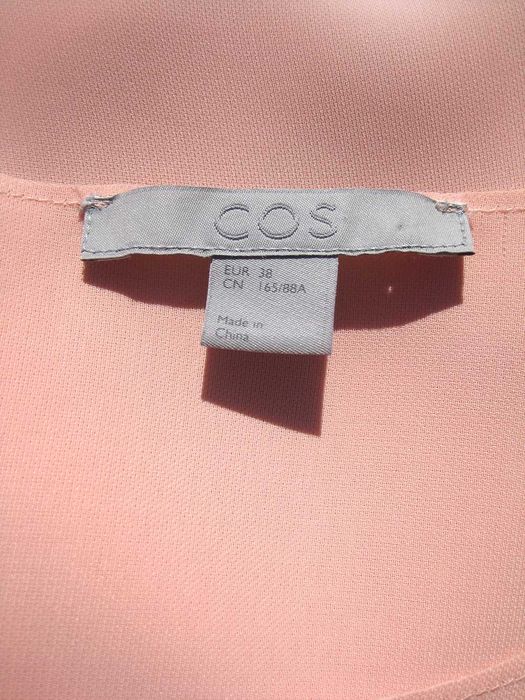 COS
EUR 38
CN 165/88A
Made in
China